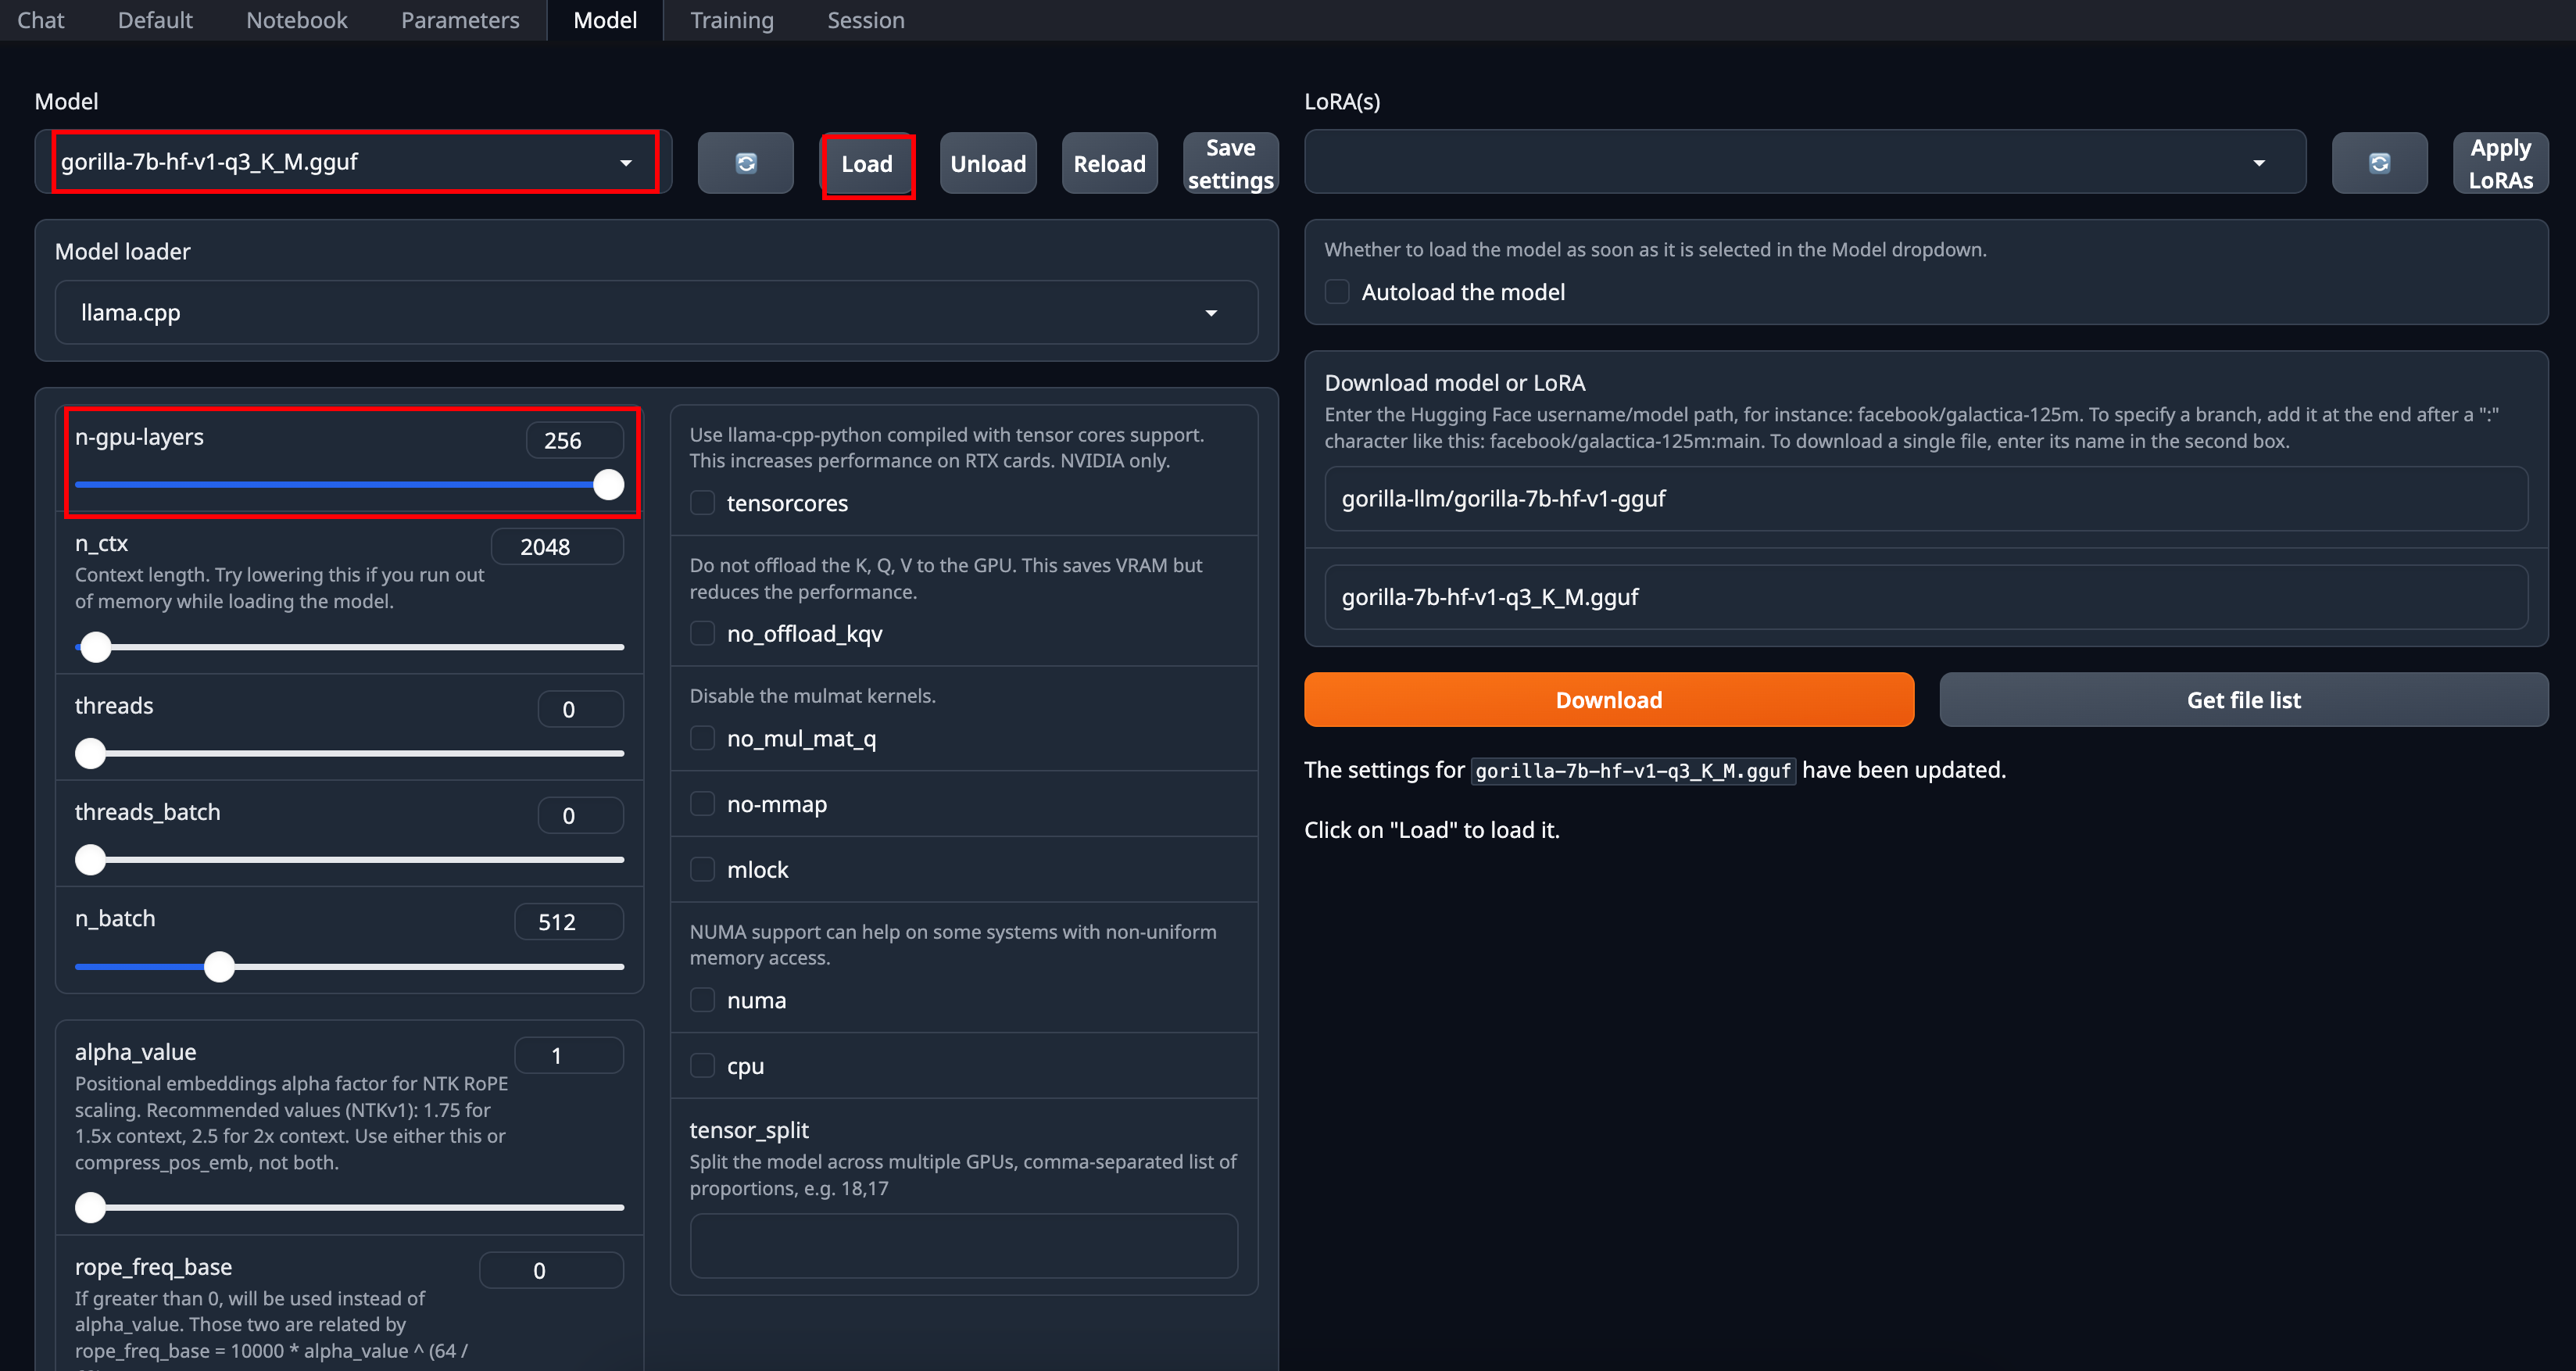 Chat Default Notebook Parameters Model Training Session
Model
gorilla-7b-hf-v1-q3_K_M.gguf
Load
Unload
Reload
Save
settings
Model loader
llama.cpp
n-gpu-layers
256
n_ctx
2048
Context length. Try lowering this if you run out
of memory while loading the model.
threads
0
threads_batch
0
n_batch
512
alpha_value
1
Positional embeddings alpha factor for NTK RoPE
scaling. Recommended values (NTKv1): 1.75 for
1.5x context, 2.5 for 2x context. Use either this or
compress_pos_emb, not both.
rope_freq_base
0
If greater than 0, will be used instead of
alpha_value. Those two are related by
rope_freq_base = 10000 * alpha_value ^ (64 /
Use llama-cpp-python compiled with tensor cores support.
This increases performance on RTX cards. NVIDIA only.
tensorcores
Do not offload the K, Q, V to the GPU. This saves VRAM but
reduces the performance.
no_offload_kqv
Disable the mulmat kernels.
no_mul_mat_q
no-mmap
mlock
NUMA support can help on some systems with non-uniform
memory access.
numa
cpu
tensor_split
Split the model across multiple GPUs, comma-separated list of
proportions, e.g. 18,17
LoRA(s)
Apply
LoRAs
Whether to load the model as soon as it is selected in the Model dropdown.
Autoload the model
Download model or LoRA
Enter the Hugging Face username/model path, for instance: facebook/galactica-125m. To specify a branch, add it at the end after a ":"
character like this: facebook/galactica-125m:main. To download a single file, enter its name in the second box.
gorilla-llm/gorilla-7b-hf-v1-gguf
gorilla-7b-hf-v1-q3_K_M.gguf
Download
Get file list
The settings for gorilla-7b-hf-v1-q3_K_M.gguf have been updated.
Click on "Load" to load it.